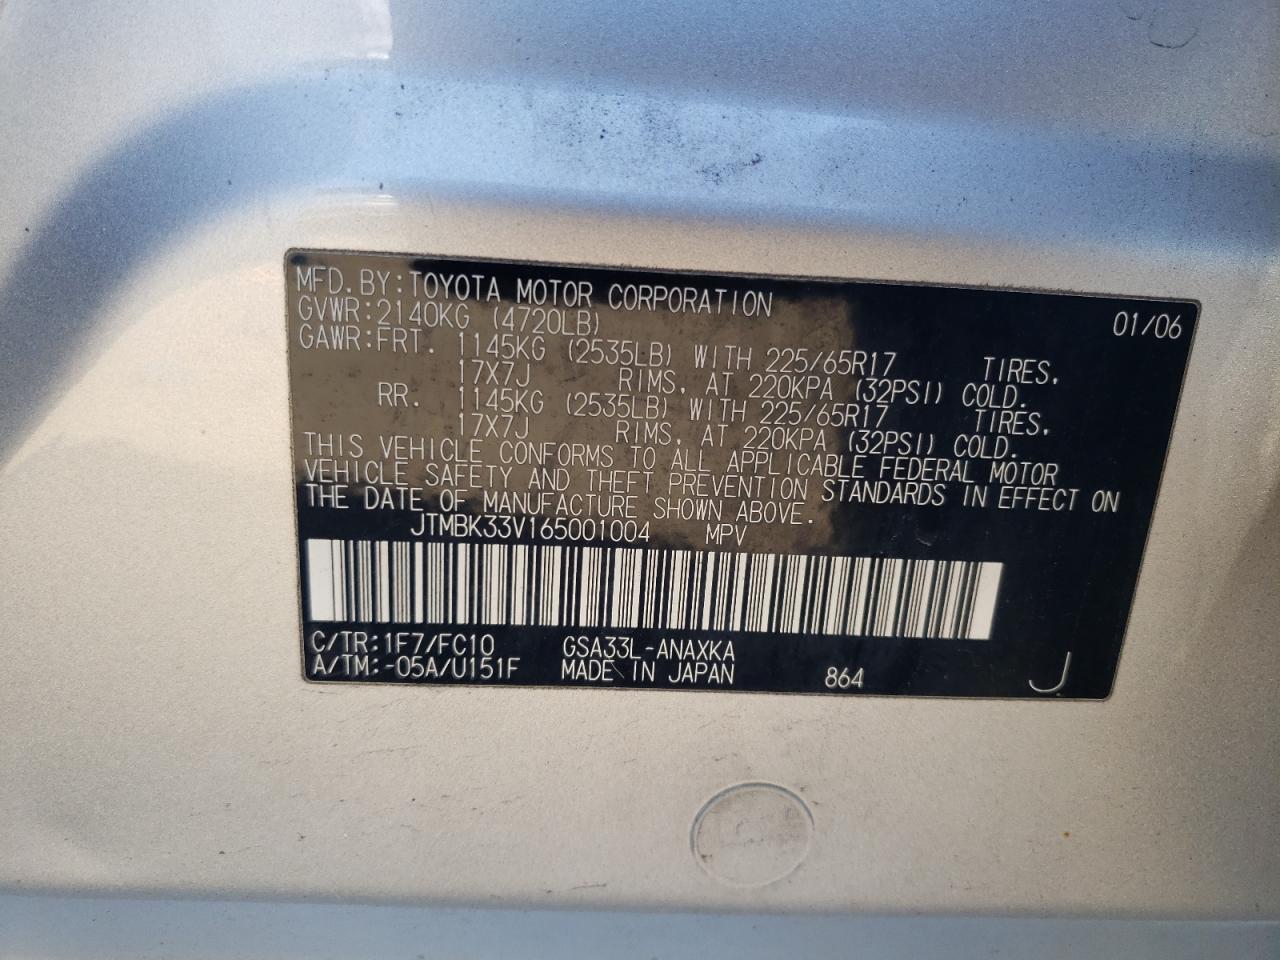 MFD. BY: TOYOTA MOTOR CORPORATION 01/06
GVWR: 2140KG (4720LB)
GAWR: FRT. 1145KG (2535LB) WITH 225/65R17 TIRES,
17X7J RIMS, AT 220KPA (32PSI) COLD.
RR. 1145KG (2535LB) WITH 225/65R17 TIRES,
17X7J RIMS, AT 220KPA (32PSI) COLD.
THIS VEHICLE CONFORMS TO ALL APPLICABLE FEDERAL MOTOR
VEHICLE SAFETY AND THEFT PREVENTION STANDARDS IN EFFECT ON
THE DATE OF MANUFACTURE SHOWN ABOVE.
JTMBK33V165001004 MPV
C/TR: 1F7/FC10 GSA33L-ANAXKA
A/TM: -05A/U151F MADE IN JAPAN 864 J